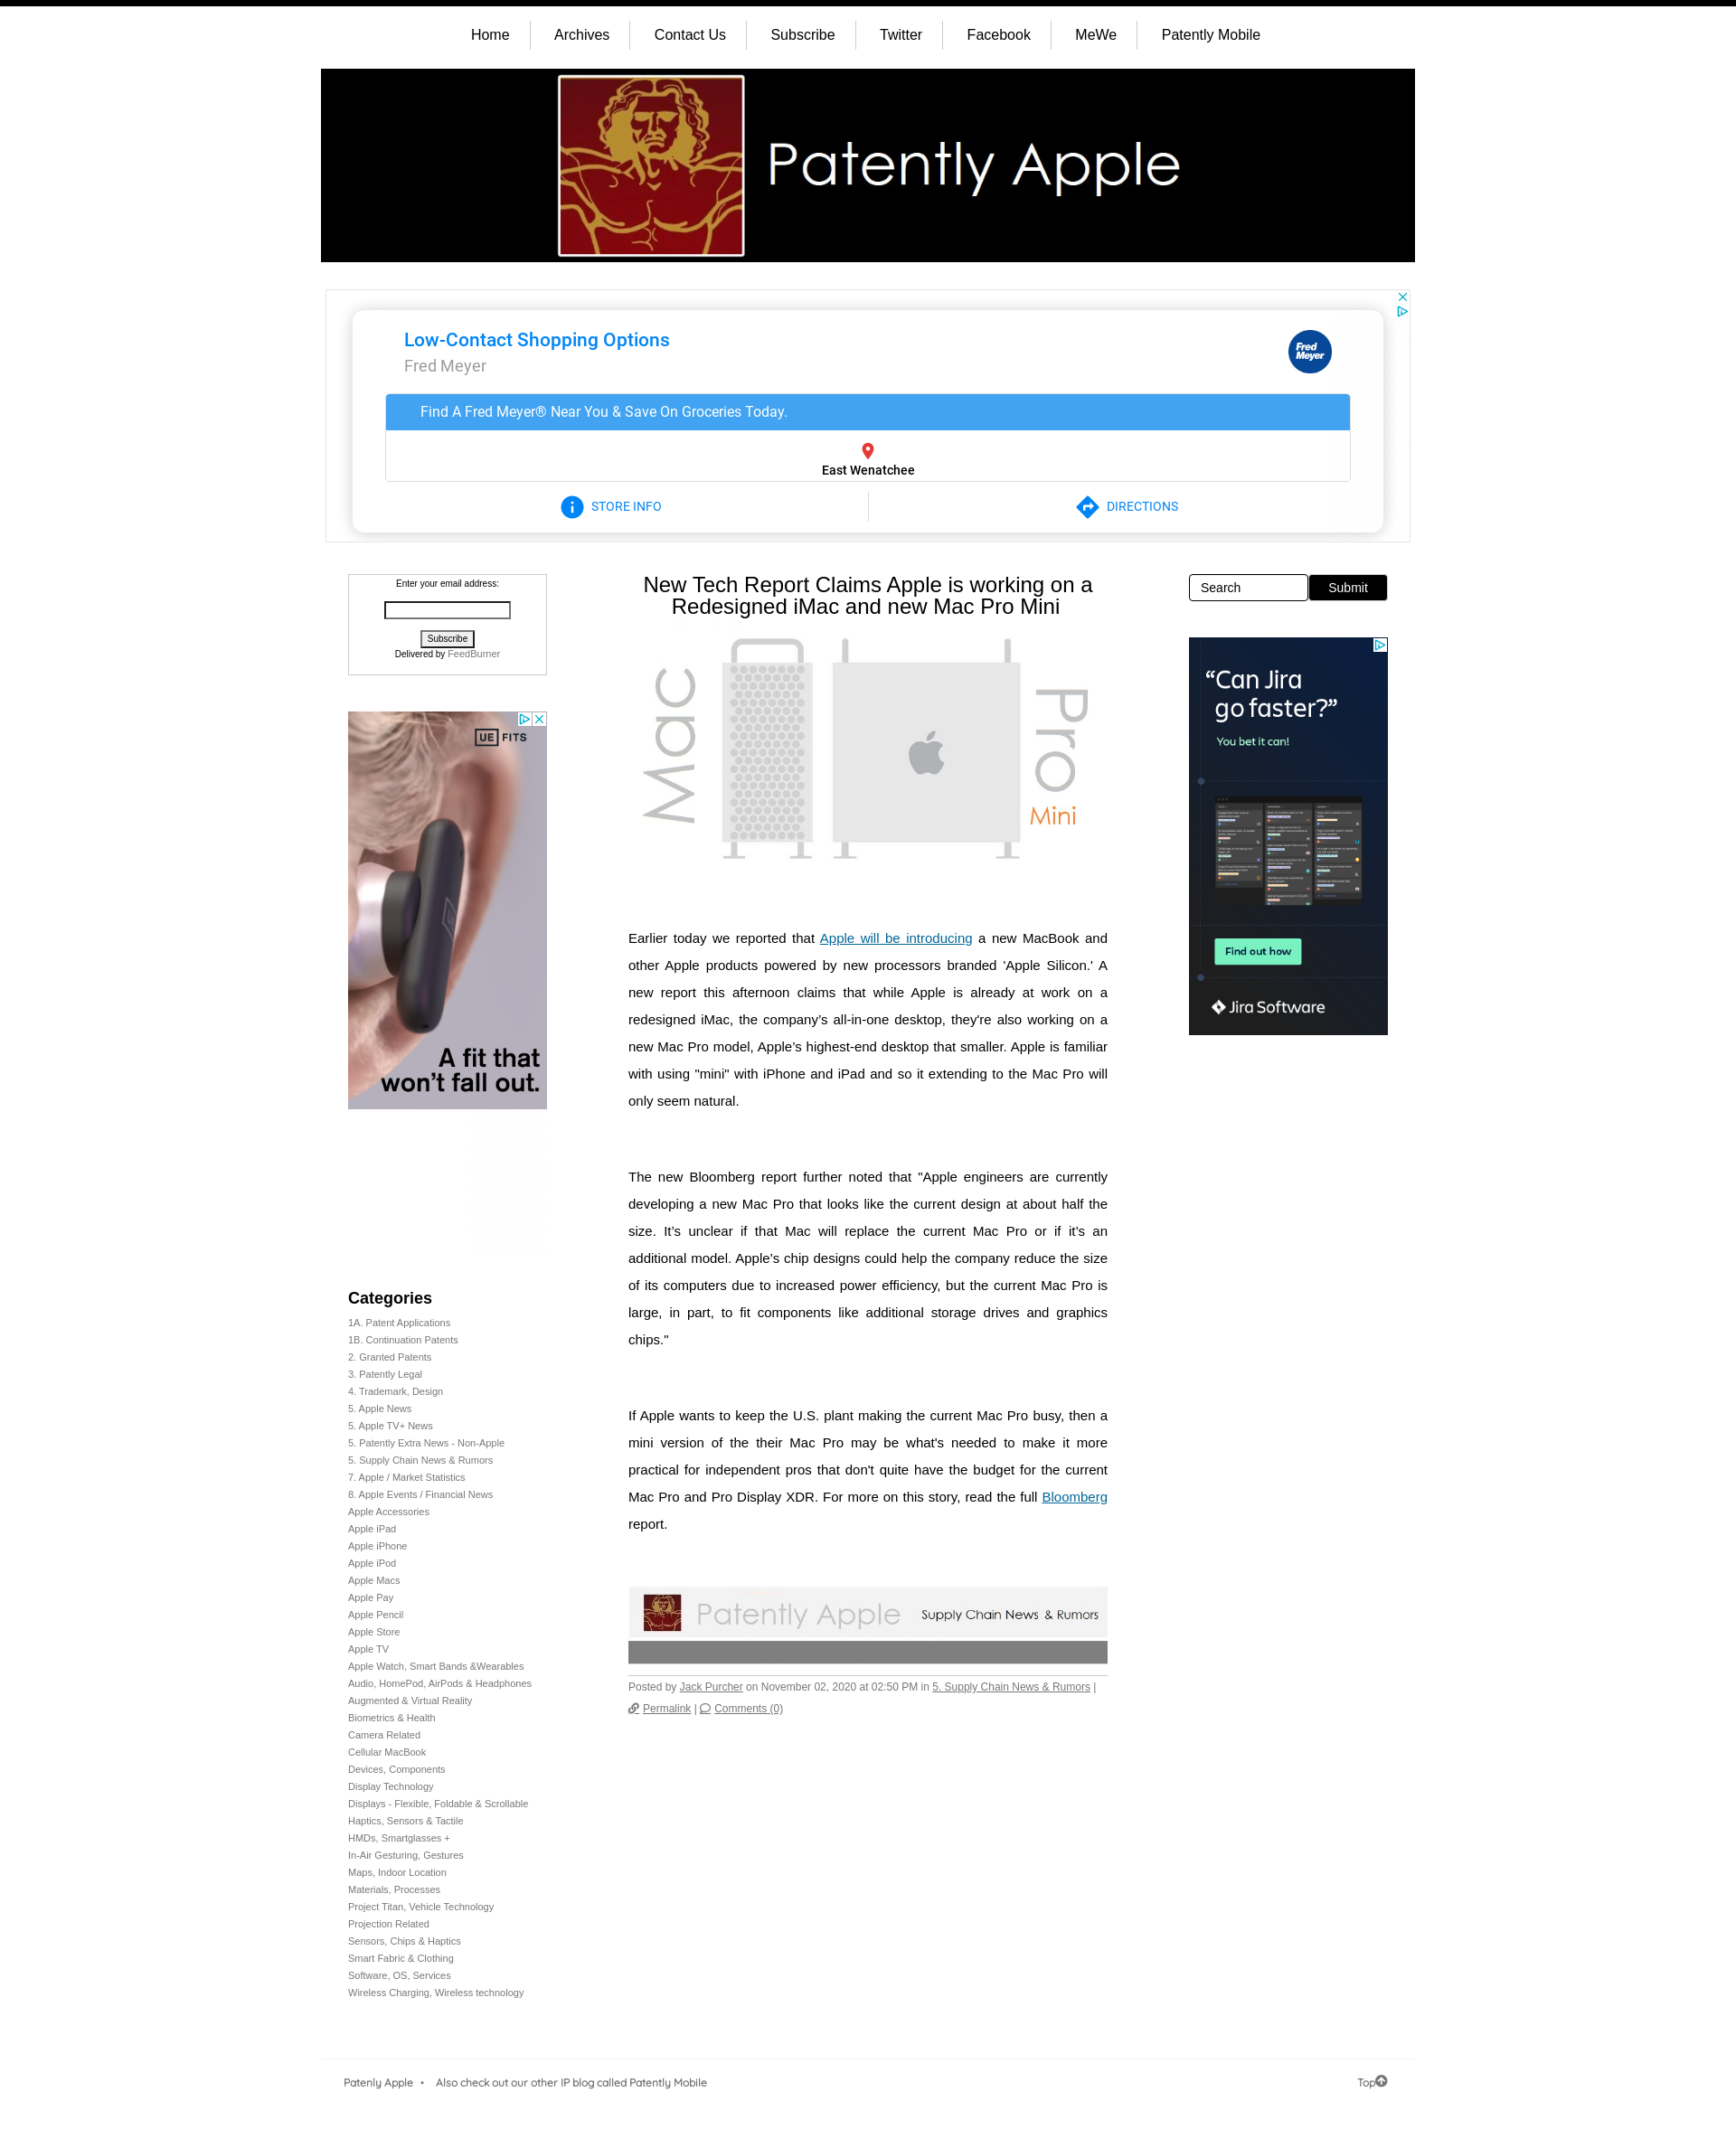 Home
Archives
Contact Us
Subscribe
Twitter
Facebook
MeWe
Patently Mobile
Patently Apple
Low-Contact Shopping Options
Fred Meyer
Fred
Meyer
Find A Fred Meyer® Near You & Save On Groceries Today.
East Wenatchee
STORE INFO
DIRECTIONS
Enter your email address:
Subscribe
Delivered by FeedBurner
UE FITS
A fit that
won't fall out.
Categories
1A. Patent Applications
1B. Continuation Patents
2. Granted Patents
3. Patently Legal
4. Trademark, Design
5. Apple News
5. Apple TV+ News
5. Patently Extra News - Non-Apple
5. Supply Chain News & Rumors
7. Apple / Market Statistics
8. Apple Events / Financial News
Apple Accessories
Apple iPad
Apple iPhone
Apple iPod
Apple Macs
Apple Pay
Apple Pencil
Apple Store
Apple TV
Apple Watch, Smart Bands &Wearables
Audio, HomePod, AirPods & Headphones
Augmented & Virtual Reality
Biometrics & Health
Camera Related
Cellular MacBook
Devices, Components
Display Technology
Displays - Flexible, Foldable & Scrollable
Haptics, Sensors & Tactile
HMDs, Smartglasses +
In-Air Gesturing, Gestures
Maps, Indoor Location
Materials, Processes
Project Titan, Vehicle Technology
Projection Related
Sensors, Chips & Haptics
Smart Fabric & Clothing
Software, OS, Services
Wireless Charging, Wireless technology
New Tech Report Claims Apple is working on a
Redesigned iMac and new Mac Pro Mini
Mac
Pro
Mini
Earlier today we reported that Apple will be introducing a new MacBook and
other Apple products powered by new processors branded 'Apple Silicon.' A
new report this afternoon claims that while Apple is already at work on a
redesigned iMac, the company’s all-in-one desktop, they're also working on a
new Mac Pro model, Apple’s highest-end desktop that smaller. Apple is familiar
with using "mini" with iPhone and iPad and so it extending to the Mac Pro will
only seem natural.
The new Bloomberg report further noted that "Apple engineers are currently
developing a new Mac Pro that looks like the current design at about half the
size. It’s unclear if that Mac will replace the current Mac Pro or if it’s an
additional model. Apple’s chip designs could help the company reduce the size
of its computers due to increased power efficiency, but the current Mac Pro is
large, in part, to fit components like additional storage drives and graphics
chips."
If Apple wants to keep the U.S. plant making the current Mac Pro busy, then a
mini version of the their Mac Pro may be what's needed to make it more
practical for independent pros that don't quite have the budget for the current
Mac Pro and Pro Display XDR. For more on this story, read the full Bloomberg
report.
Patently Apple Supply Chain News & Rumors
Posted by Jack Purcher on November 02, 2020 at 02:50 PM in 5. Supply Chain News & Rumors |
Permalink | Comments (0)
Search
Submit
“Can Jira
go faster?”
You bet it can!
Find out how
Jira Software
Patenly Apple • Also check out our other IP blog called Patently Mobile
Top